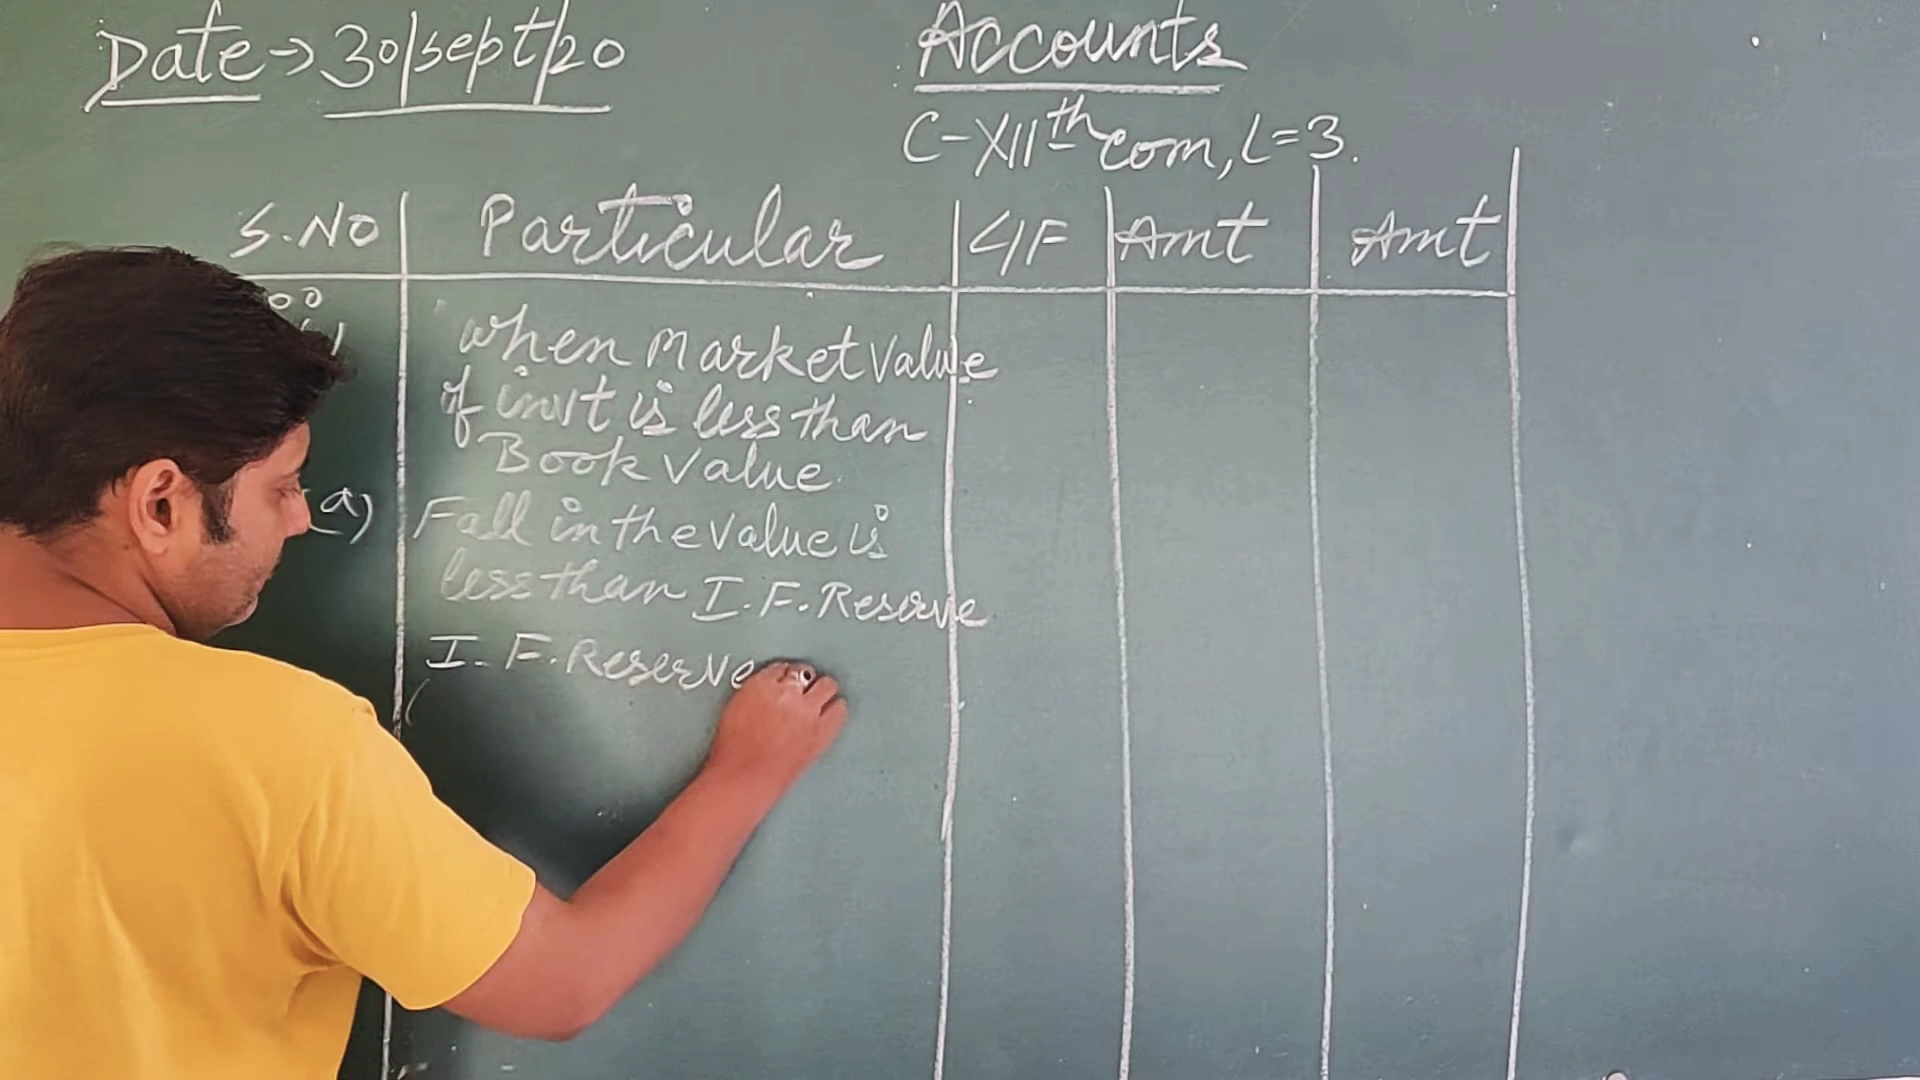 Date → 30/sept/20
Accounts
C-XIIth com, L=3.
S.NO Particular L/F Amt Amt
when Market Value
of invt is less than
Book Value.
(a) Fall in the value is
less than I.F. Reserve
I.F. Reserve